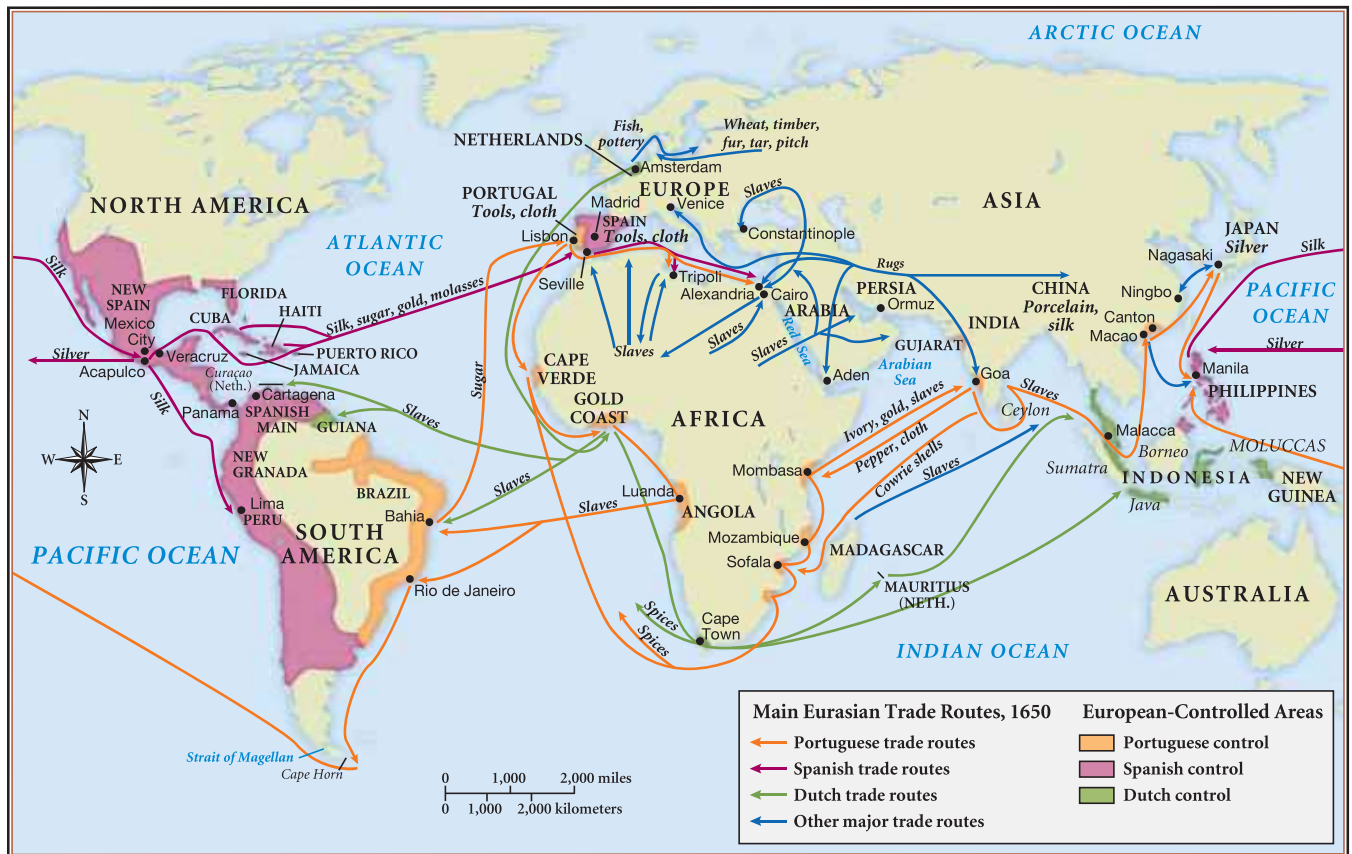 ARCTIC OCEAN
NORTH AMERICA
ATLANTIC
OCEAN
NETHERLANDS
Fish,
pottery
Wheat, timber,
fur, tar, pitch
Amsterdam
EUROPE
Venice
PORTUGAL
Tools, cloth
Madrid
SPAIN
Tools, cloth
Lisbon
Seville
Slaves
Constantinople
ASIA
JAPAN
Silver
Nagasaki
Silk
Ningbo
PACIFIC
OCEAN
Silk
NEW
SPAIN
FLORIDA
Mexico
City
CUBA
HAITI
Silk, sugar, gold, molasses
Tripoli
Alexandria
Cairo
Rugs
PERSIA
Ormuz
ARABIA
CHINA
Porcelain,
silk
Canton
Macao
INDIA
Silver
Acapulco
Veracruz
PUERTO RICO
JAMAICA
Curaçao
(Neth.)
Slaves
Slaves
Slaves
Red Sea
GUJARAT
Arabian
Sea
Aden
Goa
Silver
Manila
PHILIPPINES
Silk
Panama
Cartagena
SPANISH
MAIN
GUIANA
Slaves
Sugar
CAPE
VERDE
GOLD
COAST
AFRICA
Ivory, gold, slaves
Pepper, cloth
Cowrie shells
Slaves
Slaves
Ceylon
Malacca
Borneo
MOLUCCAS
Sumatra
INDONESIA
Java
NEW
GUINEA
NEW
GRANADA
BRAZIL
Slaves
Mombasa
Lima
PERU
Bahia
SOUTH
AMERICA
Slaves
Luanda
ANGOLA
Mozambique
Sofala
MADAGASCAR
MAURITIUS
(NETH.)
PACIFIC OCEAN
Rio de Janeiro
Spices
Spices
Cape
Town
INDIAN OCEAN
AUSTRALIA
N
W
E
S
Strait of Magellan
Cape Horn
0 1,000 2,000 miles
0 1,000 2,000 kilometers
Main Eurasian Trade Routes, 1650
Portuguese trade routes
Spanish trade routes
Dutch trade routes
Other major trade routes
European-Controlled Areas
Portuguese control
Spanish control
Dutch control